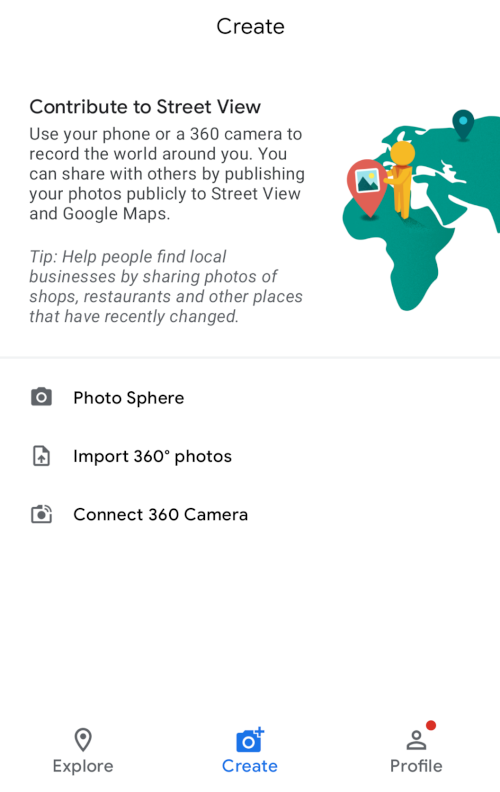 Create
Contribute to Street View
Use your phone or a 360 camera to
record the world around you. You
can share with others by publishing
your photos publicly to Street View
and Google Maps.
Tip: Help people find local
businesses by sharing photos of
shops, restaurants and other places
that have recently changed.
Photo Sphere
Import 360° photos
Connect 360 Camera
Explore
Create
Profile